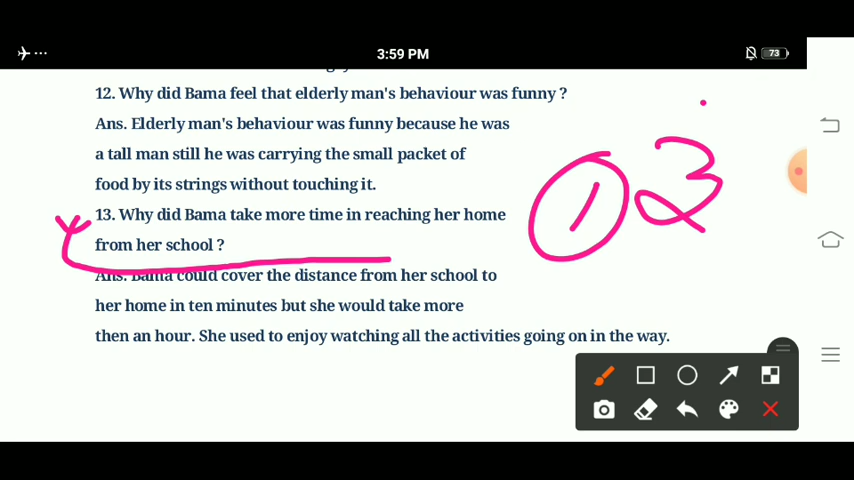 3:59 PM
73
12. Why did Bama feel that elderly man's behaviour was funny ?
Ans. Elderly man's behaviour was funny because he was
a tall man still he was carrying the small packet of
food by its strings without touching it.
13. Why did Bama take more time in reaching her home
from her school ?
Ans. Bama could cover the distance from her school to
her home in ten minutes but she would take more
then an hour. She used to enjoy watching all the activities going on in the way.